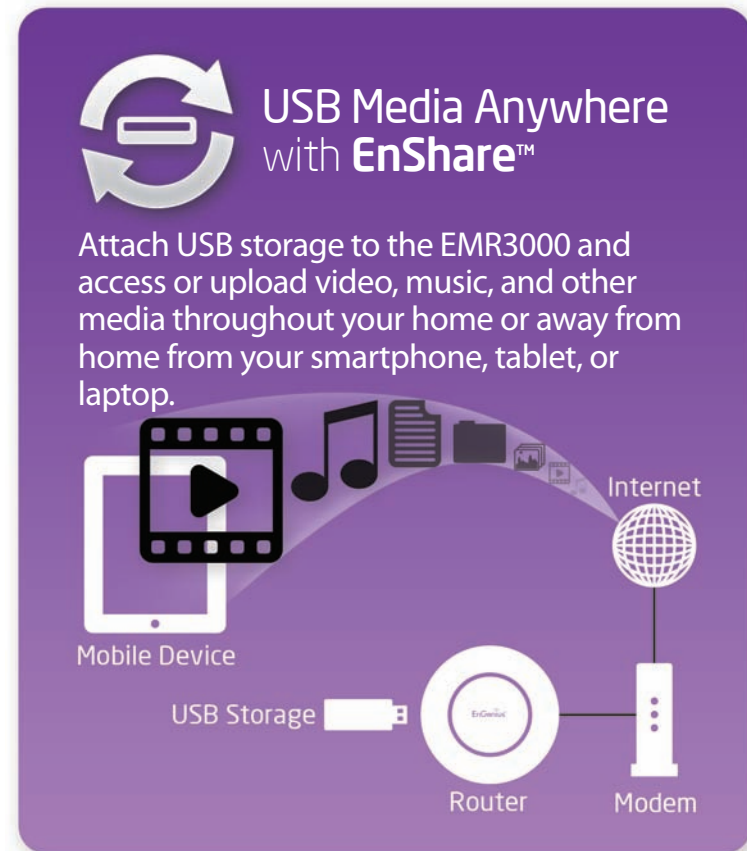 USB Media Anywhere
with EnShare™
Attach USB storage to the EMR3000 and
access or upload video, music, and other
media throughout your home or away from
home from your smartphone, tablet, or
laptop.
Internet
Mobile Device
USB Storage
EnGenius
Router
Modem